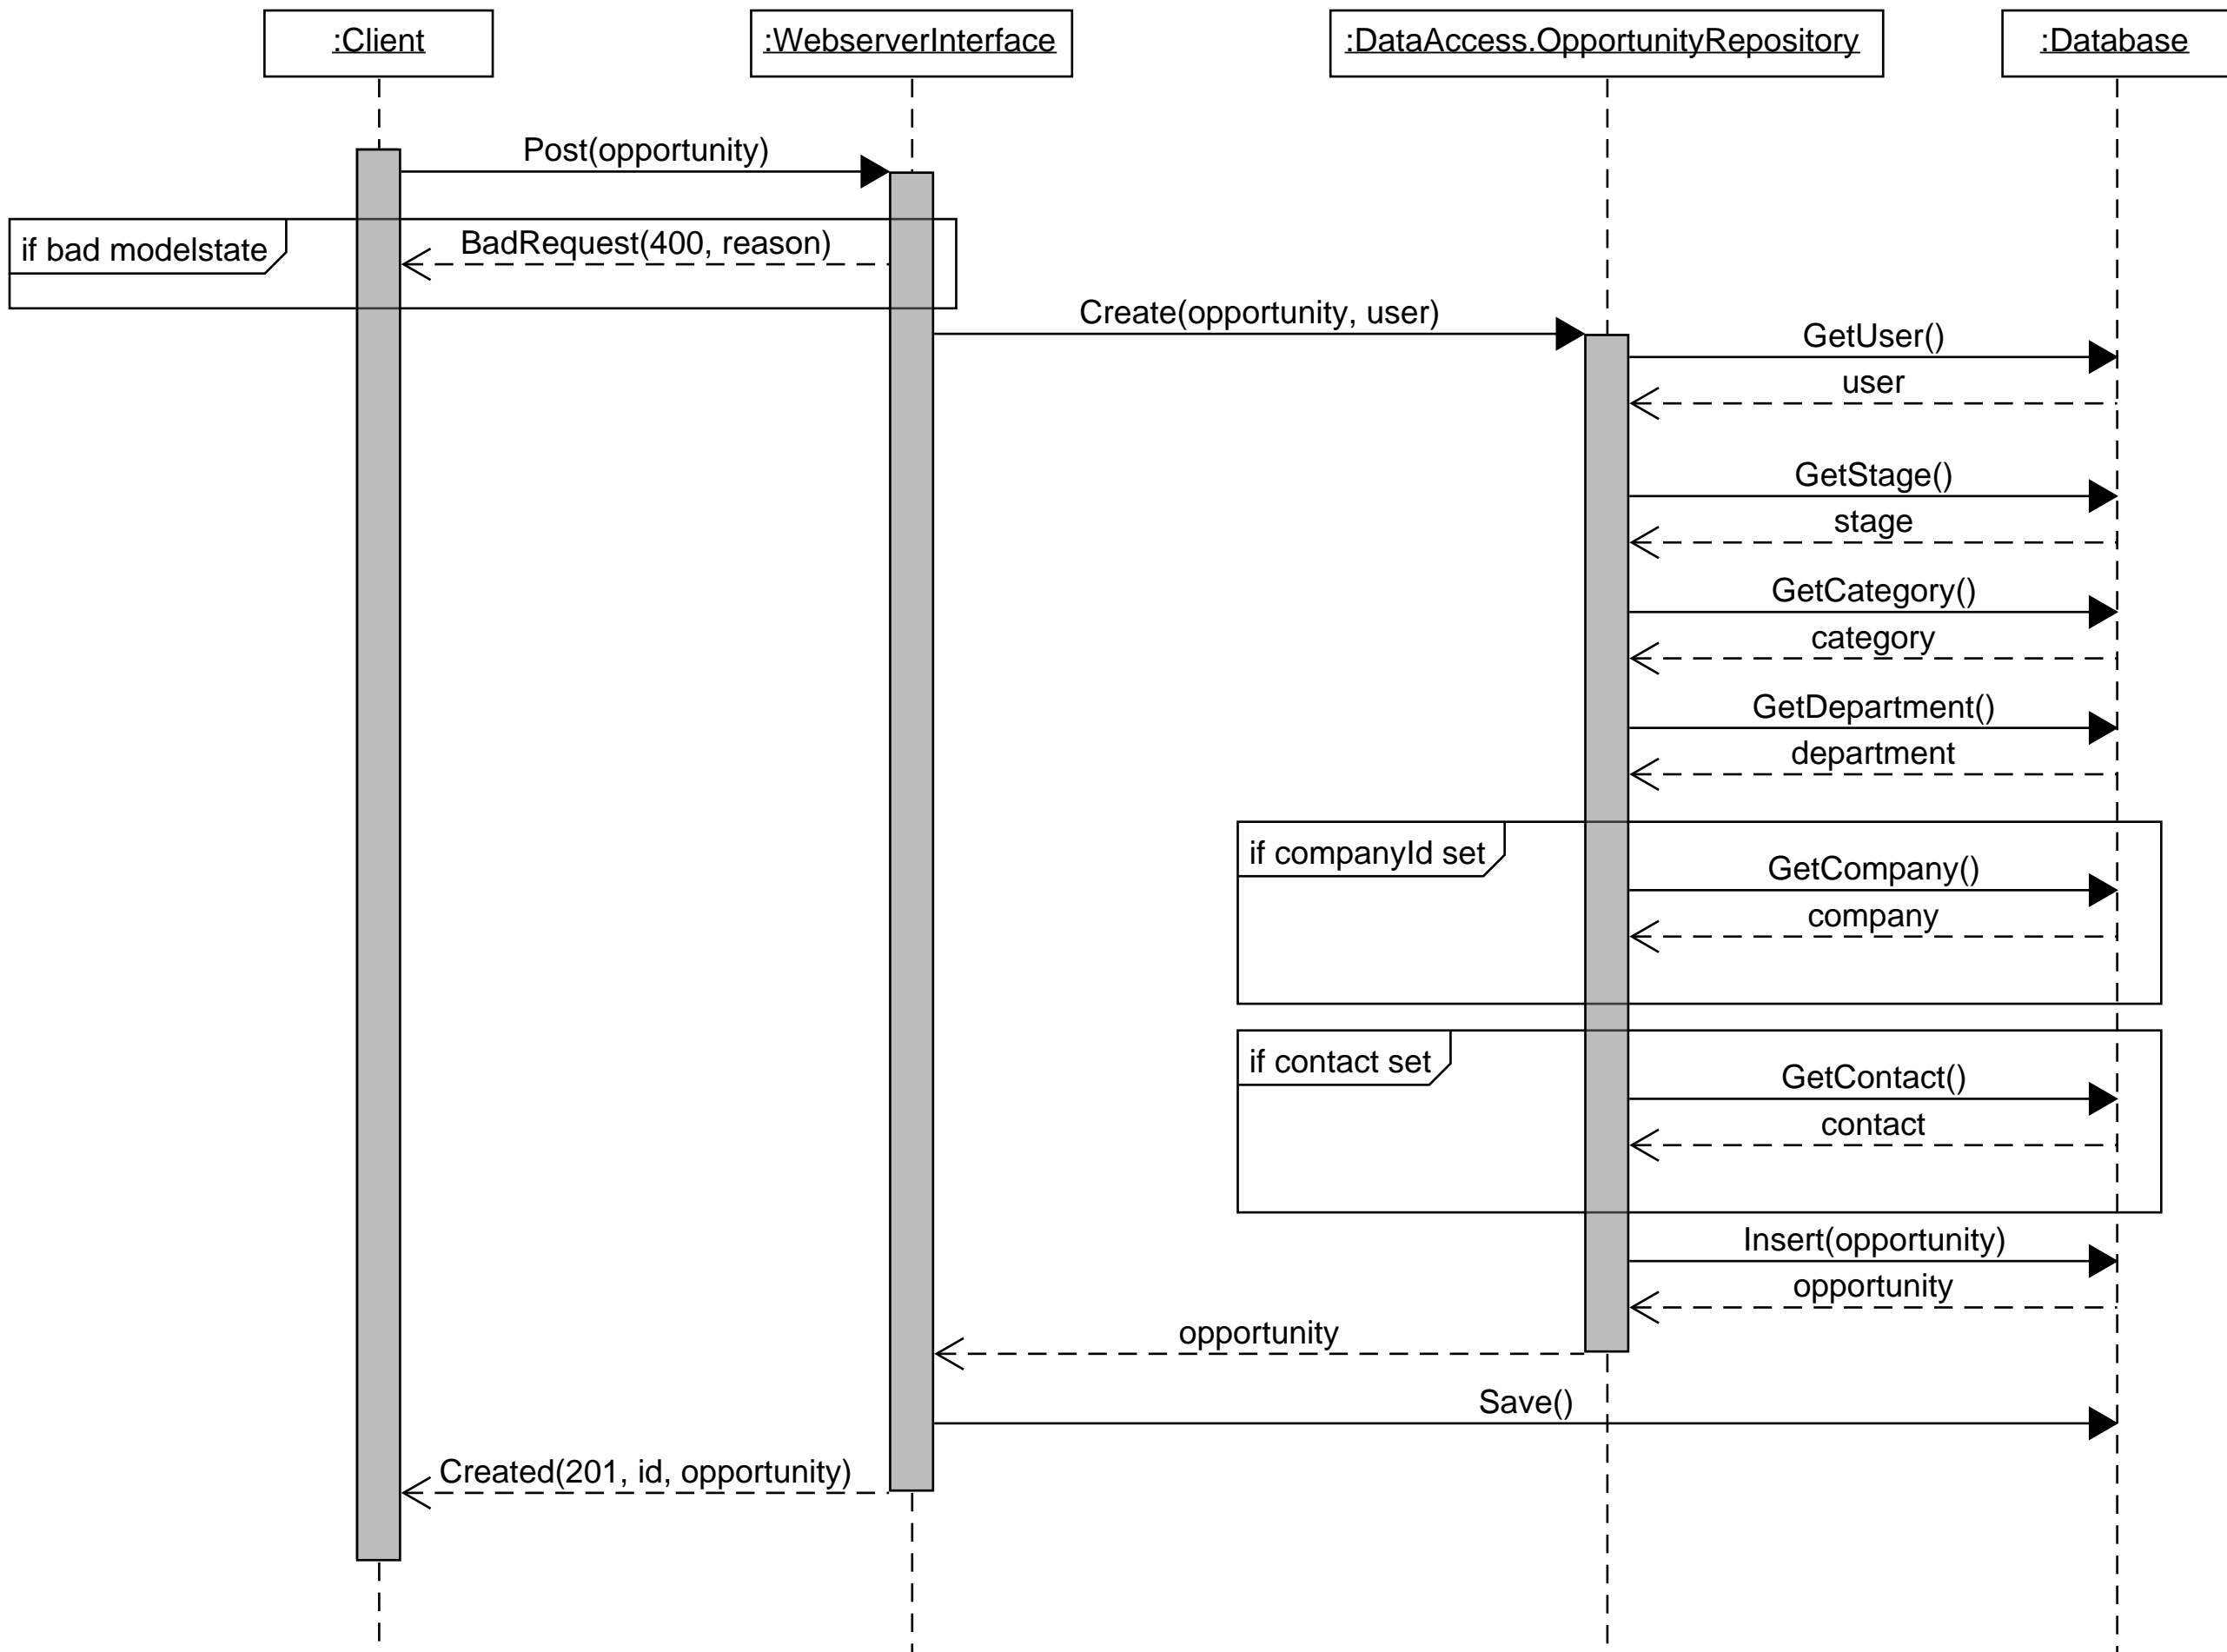 :Client
:WebserverInterface
:DataAccess.OpportunityRepository
:Database
Post(opportunity)
if bad modelstate
BadRequest(400, reason)
Create(opportunity, user)
GetUser()
user
GetStage()
stage
GetCategory()
category
GetDepartment()
department
if companyId set
GetCompany()
company
if contact set
GetContact()
contact
Insert(opportunity)
opportunity
opportunity
Save()
Created(201, id, opportunity)